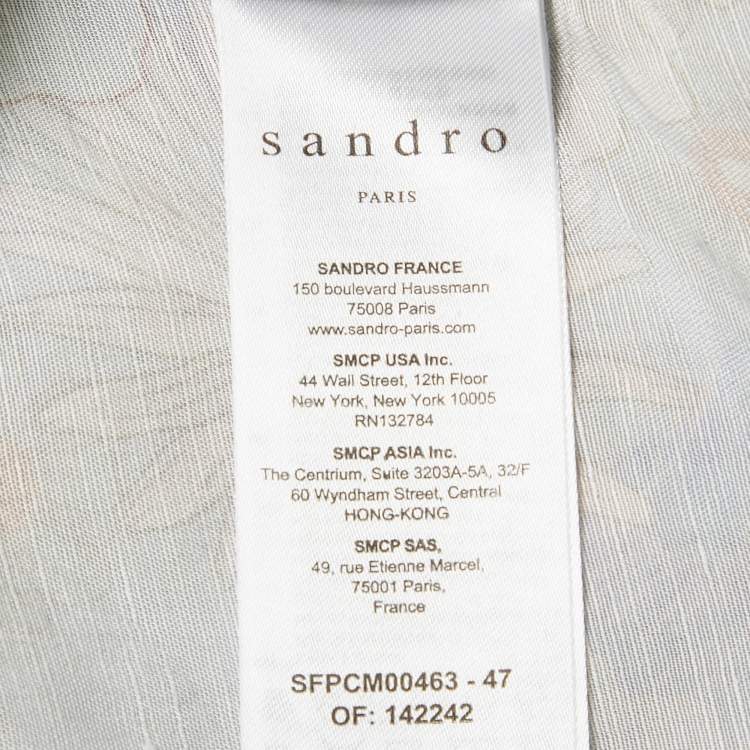 sandro
PARIS
SANDRO FRANCE
150 boulevard Haussmann
75008 Paris
www.sandro-paris.com
SMCP USA Inc.
44 Wall Street, 12th Floor
New York, New York 10005
RN132784
SMCP ASIA Inc.
The Centrium, Suite 3203A-5A, 32/F
60 Wyndham Street, Central
HONG-KONG
SMCP SAS,
49, rue Etienne Marcel,
75001 Paris,
France
SFPCM00463 - 47
OF: 142242